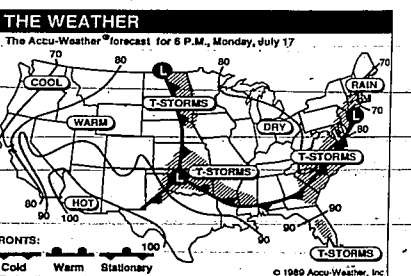 THE WEATHER
The Accu-Weather® forecast for 6 P.M., Monday, July 17
70
80
80
70
COOL
RAIN
T-STORMS
70
L
L
WARM
DRY
80
T-STORMS
T-STORMS
L
80
90
HOT
100
90
90
90
100
FRONTS:
T-STORMS
Cold Warm Stationary
© 1989 Accu-Weather, Inc.